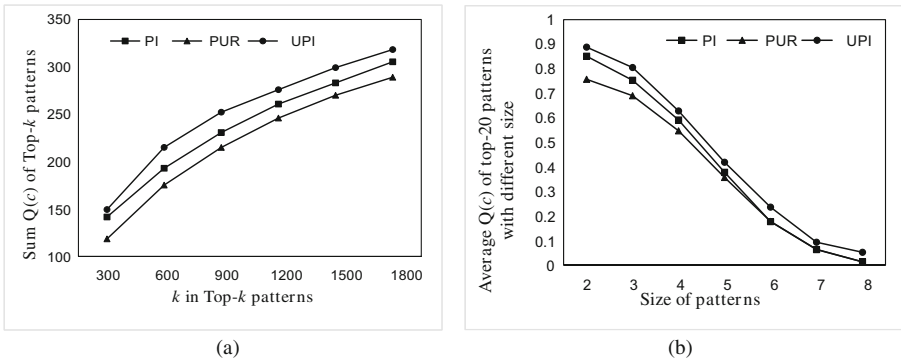 350
300
250
200
150
100
PI PUR UPI
Sum Q(c) of Top-k patterns
300 600 900 1200 1500 1800
k in Top-k patterns
(a)
1
0.9
0.8
0.7
0.6
0.5
0.4
0.3
0.2
0.1
0
PI PUR UPI
Average Q(c) of top-20 patterns
with different size
2 3 4 5 6 7 8
Size of patterns
(b)